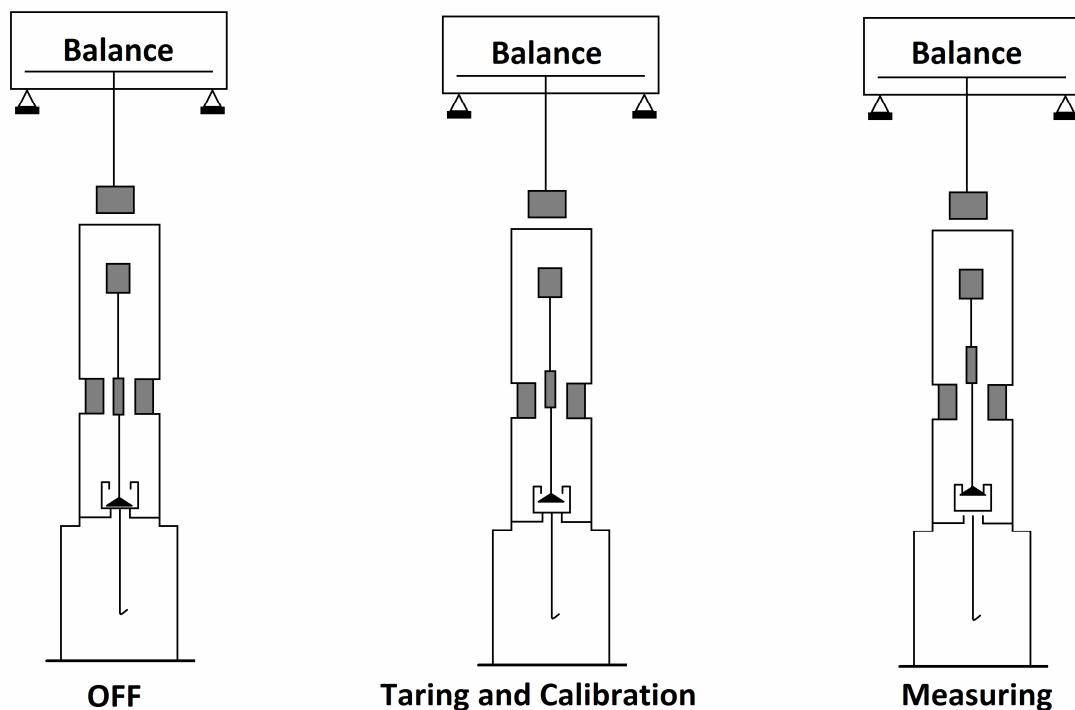 Balance
Balance
Balance
OFF
Taring and Calibration
Measuring